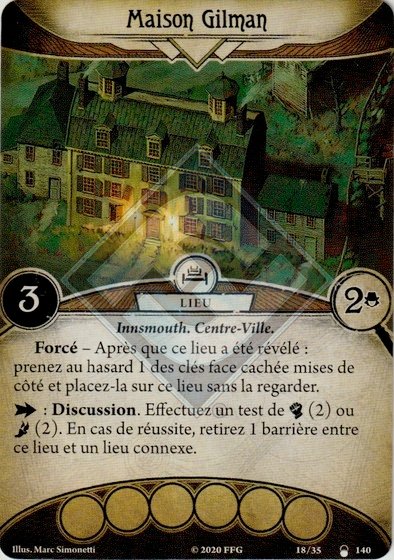 Maison Gilman
3
LIEU
2
Innsmouth. Centre-Ville.
Forcé – Après que ce lieu a été révélé :
prenez au hasard 1 des clés face cachée mises de
côté et placez-la sur ce lieu sans la regarder.
: Discussion. Effectuez un test de (2) ou
(2). En cas de réussite, retirez 1 barrière entre
ce lieu et un lieu connexe.
Illus. Marc Simonetti © 2020 FFG 18/35 140